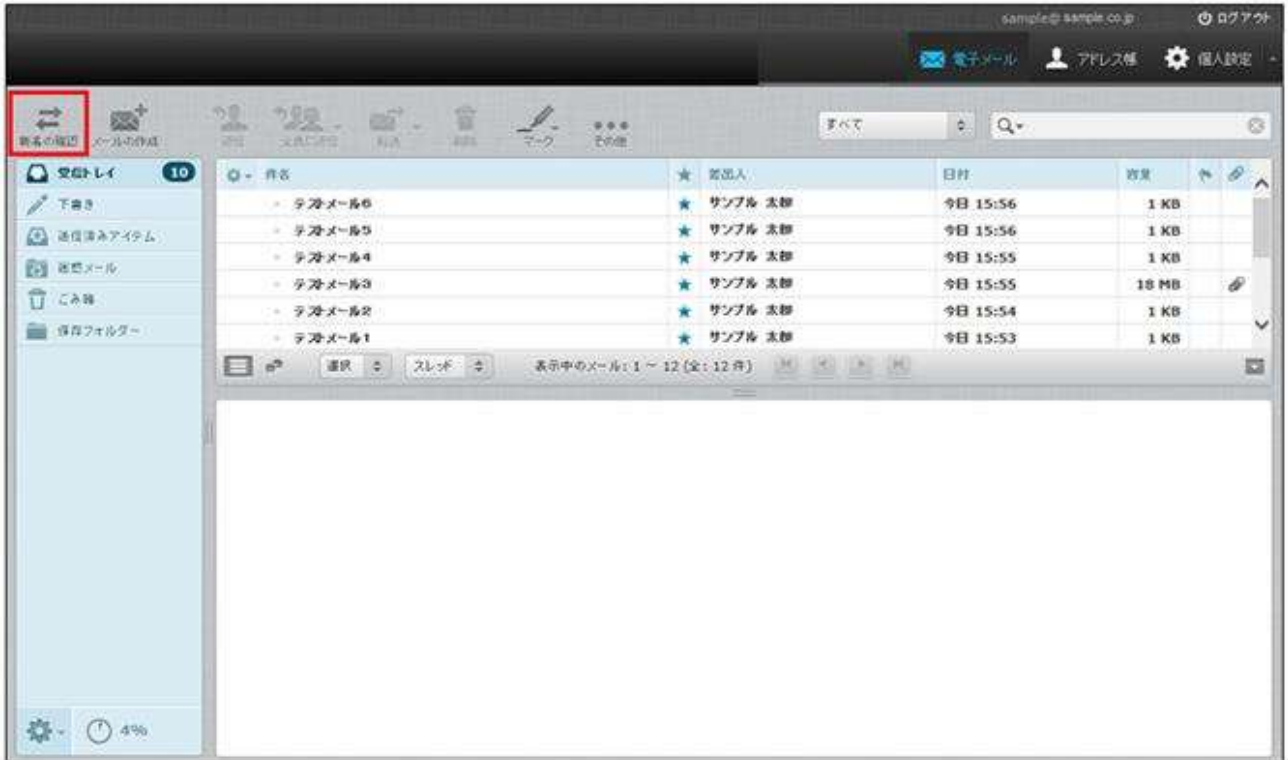 sample@sample.co.jp ログアウト
電子メール アドレス帳 個人設定
新着の確認 メールの作成 返信 全員に返信 転送 削除 マーク その他 すべて
受信トレイ 10
下書き
送信済みアイテム
迷惑メール
ごみ箱
保存フォルダー
件名 差出人 日付 容量
テストメール6 サンプル 太郎 今日 15:56 1 KB
テストメール5 サンプル 太郎 今日 15:56 1 KB
テストメール4 サンプル 太郎 今日 15:55 1 KB
テストメール3 サンプル 太郎 今日 15:55 18 MB
テストメール2 サンプル 太郎 今日 15:54 1 KB
テストメール1 サンプル 太郎 今日 15:53 1 KB
選択 スレッド 表示中のメール: 1 ~ 12 (全: 12 件)
4%